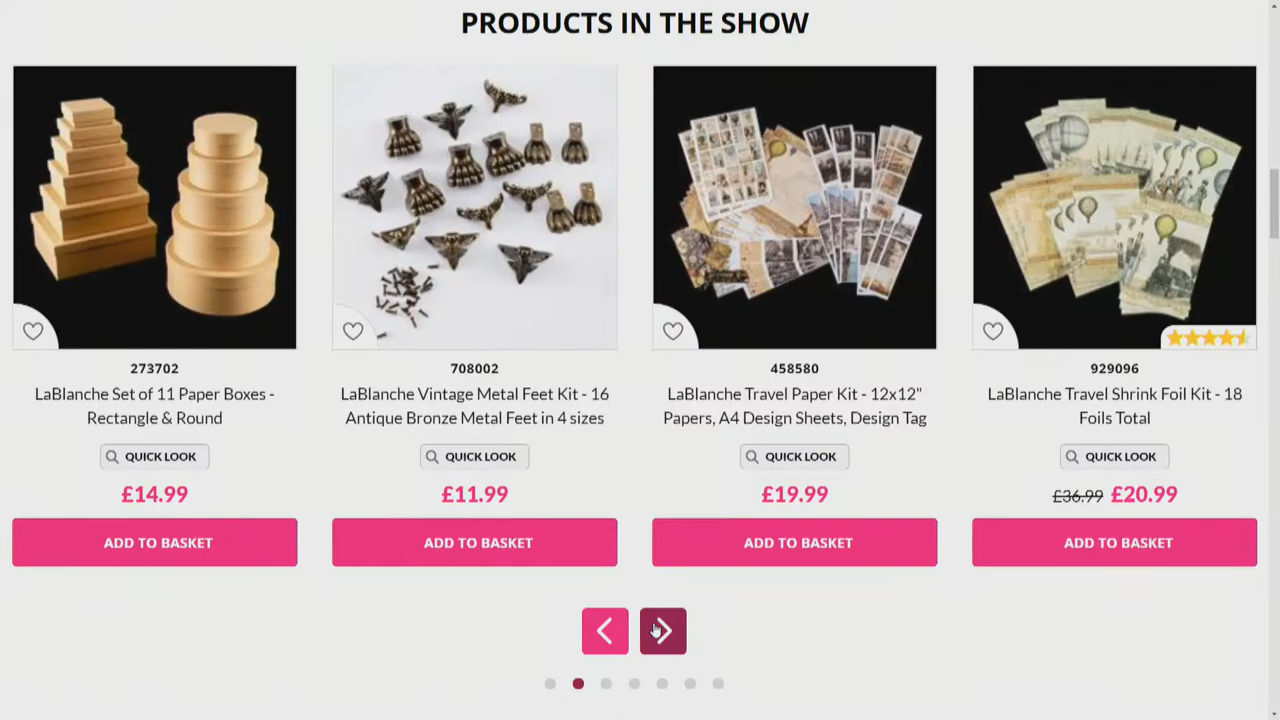 PRODUCTS IN THE SHOW
273702
LaBlanche Set of 11 Paper Boxes -
Rectangle & Round
QUICK LOOK
£14.99
ADD TO BASKET
708002
LaBlanche Vintage Metal Feet Kit - 16
Antique Bronze Metal Feet in 4 sizes
QUICK LOOK
£11.99
ADD TO BASKET
458580
LaBlanche Travel Paper Kit - 12x12"
Papers, A4 Design Sheets, Design Tag
QUICK LOOK
£19.99
ADD TO BASKET
929096
LaBlanche Travel Shrink Foil Kit - 18
Foils Total
QUICK LOOK
£36.99 £20.99
ADD TO BASKET